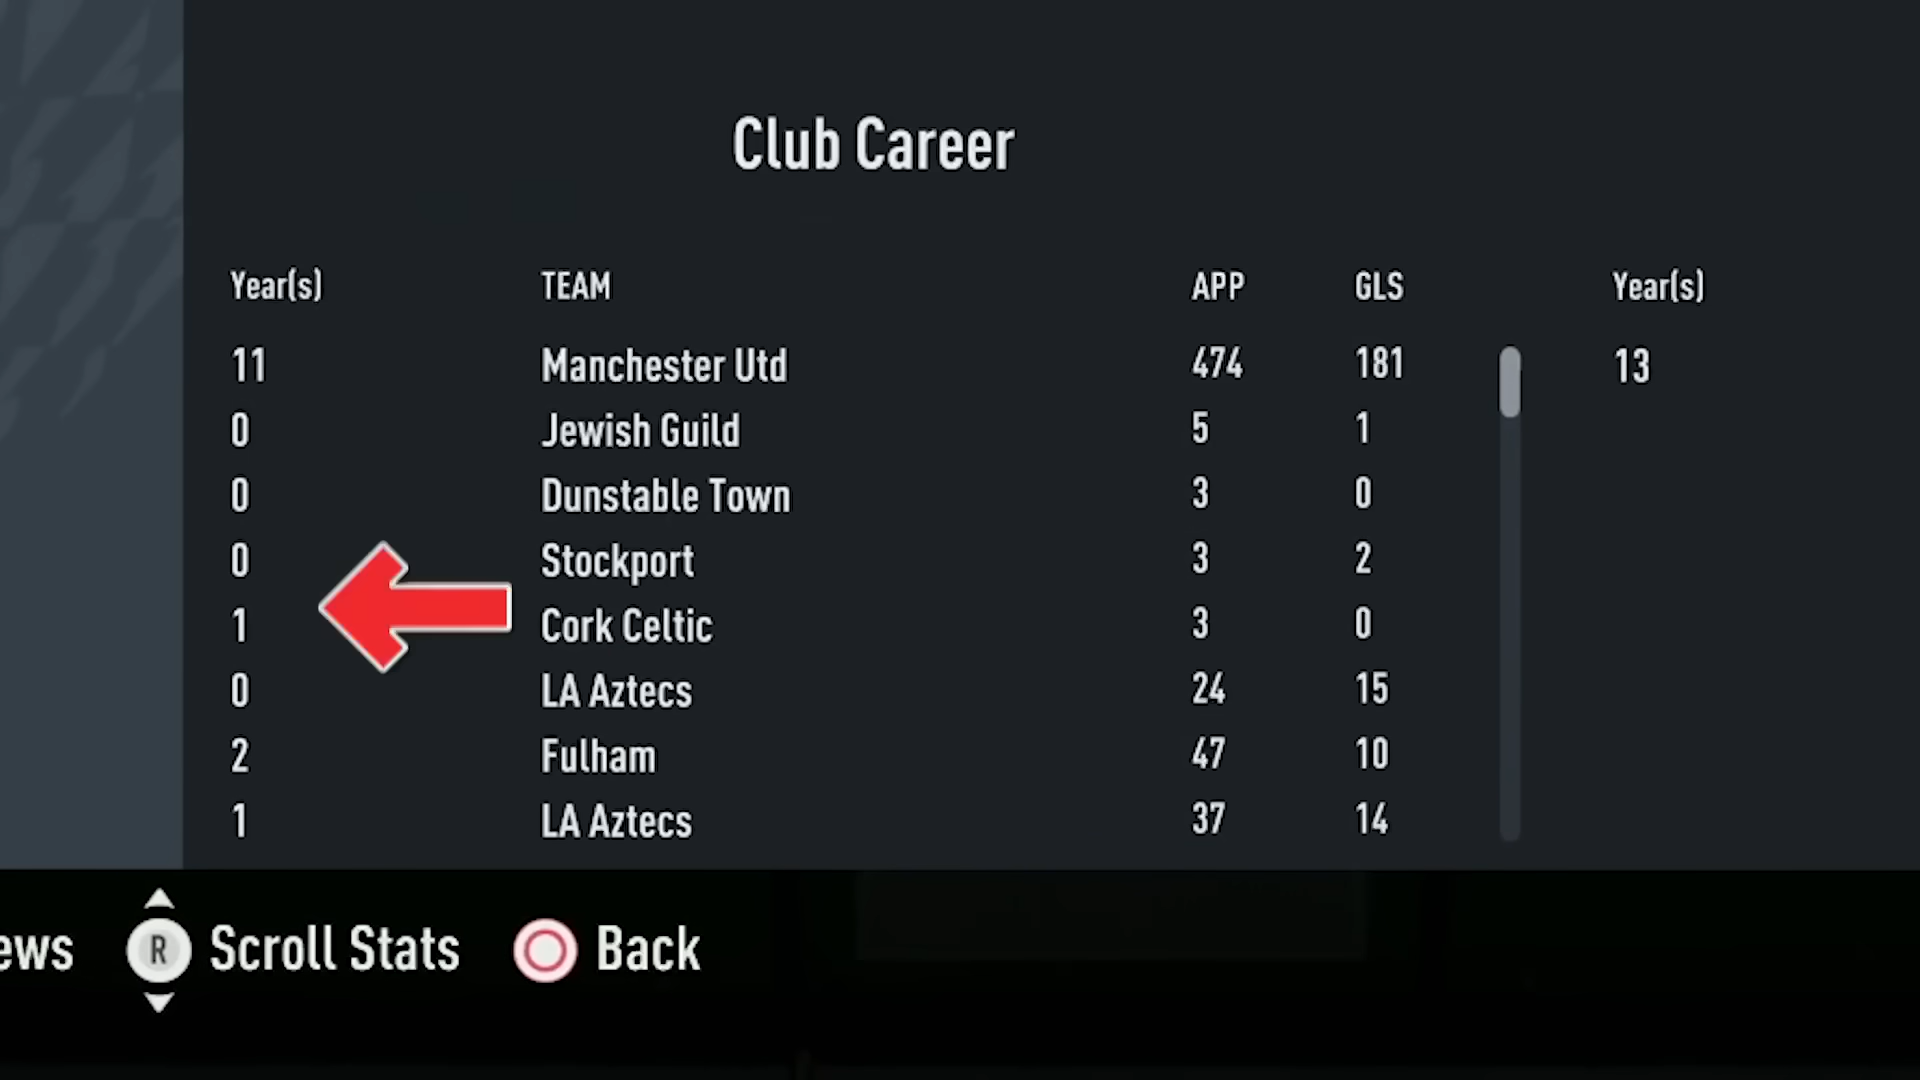 Club Career
Year(s) TEAM APP GLS Year(s)
11 Manchester Utd 474 181 13
0 Jewish Guild 5 1
0 Dunstable Town 3 0
0 Stockport 3 2
1 Cork Celtic 3 0
0 LA Aztecs 24 15
2 Fulham 47 10
1 LA Aztecs 37 14
ews R Scroll Stats Back